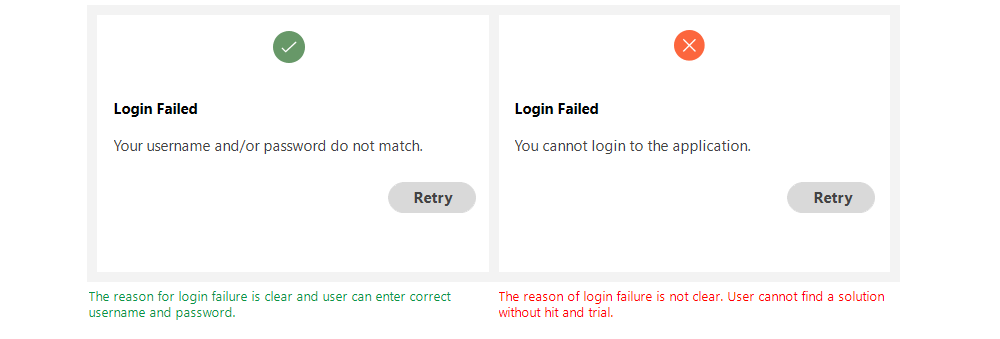 Login Failed
Your username and/or password do not match.
Retry
The reason for login failure is clear and user can enter correct
username and password.
Login Failed
You cannot login to the application.
Retry
The reason of login failure is not clear. User cannot find a solution
without hit and trial.